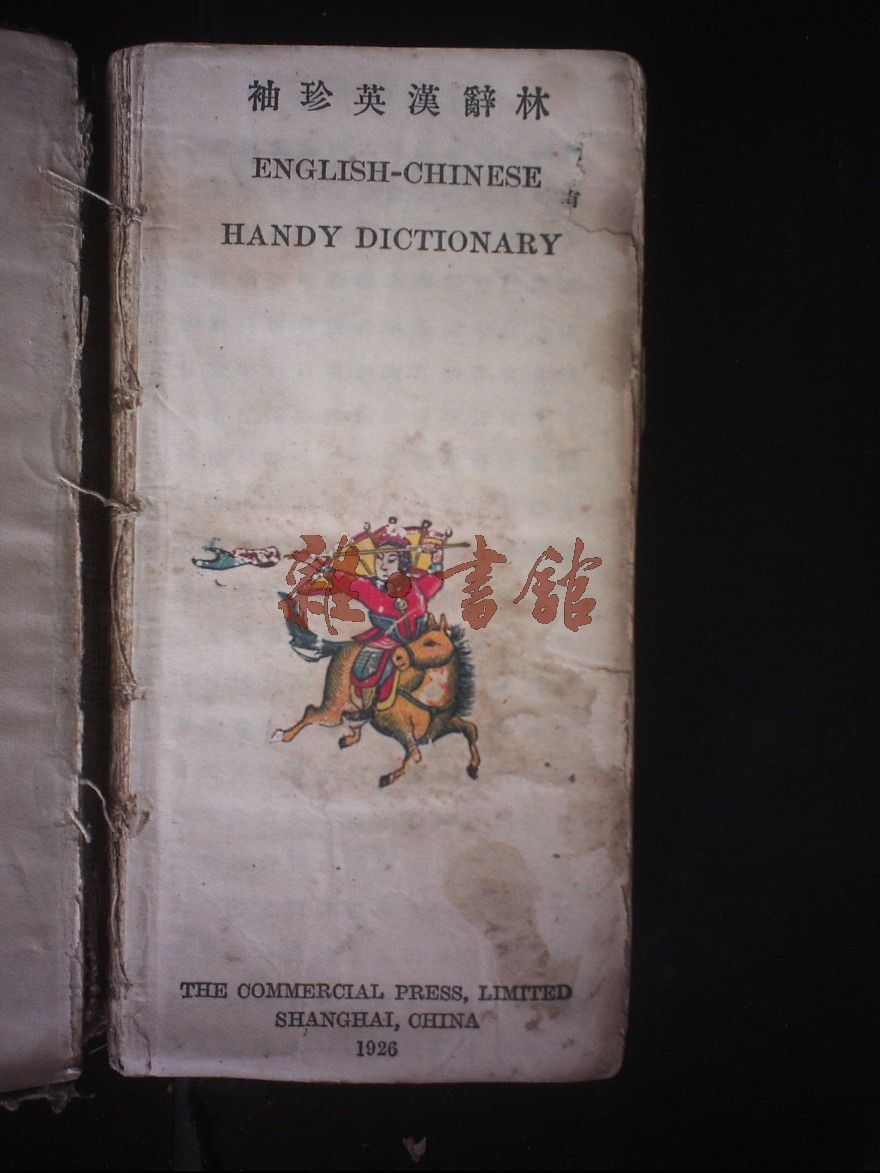 袖珍英漢辭林
ENGLISH-CHINESE
HANDY DICTIONARY
雜·書館
THE COMMERCIAL PRESS, LIMITED
SHANGHAI, CHINA
1926